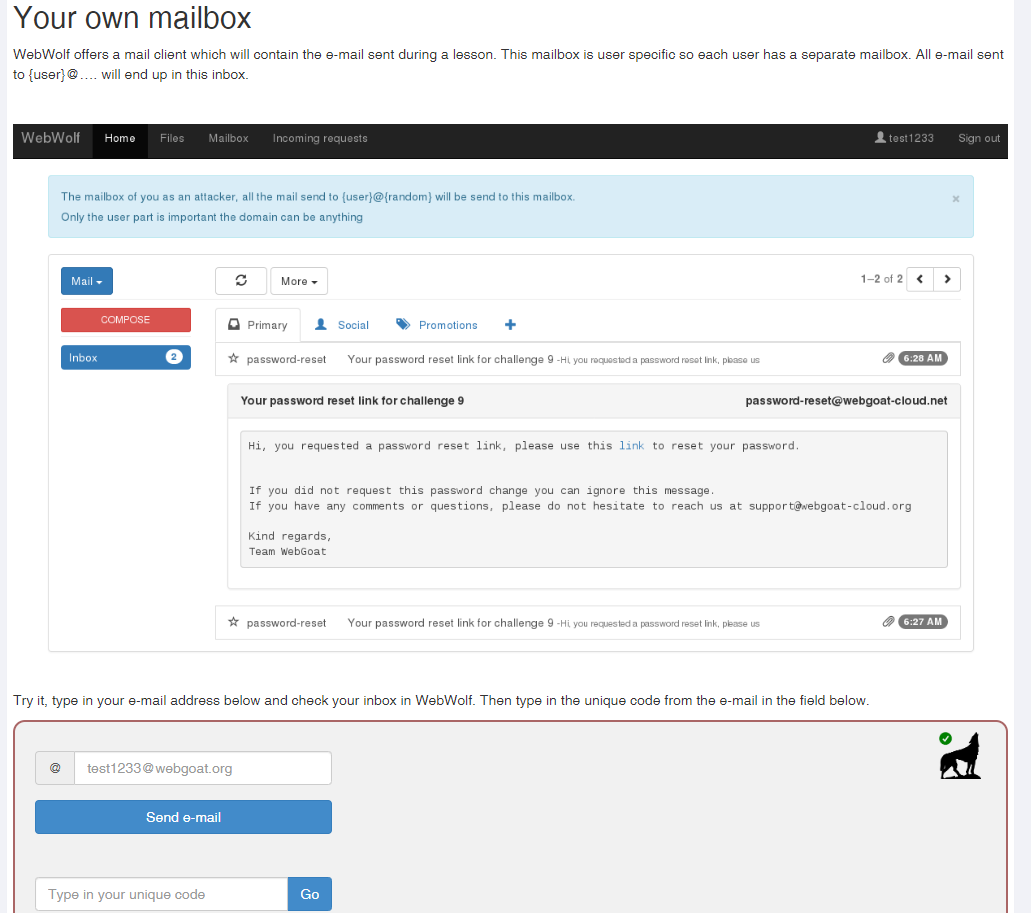 Your own mailbox
WebWolf offers a mail client which will contain the e-mail sent during a lesson. This mailbox is user specific so each user has a separate mailbox. All e-mail sent
to {user}@.... will end up in this inbox.
WebWolf Home Files Mailbox Incoming requests test1233 Sign out
The mailbox of you as an attacker, all the mail send to {user}@{random} will be send to this mailbox. ×
Only the user part is important the domain can be anything
Mail More 1–2 of 2
COMPOSE
Primary Social Promotions
Inbox 2
password-reset Your password reset link for challenge 9 -Hi, you requested a password reset link, please us 6:28 AM
Your password reset link for challenge 9 password-reset@webgoat-cloud.net
Hi, you requested a password reset link, please use this link to reset your password.
If you did not request this password change you can ignore this message.
If you have any comments or questions, please do not hesitate to reach us at support@webgoat-cloud.org
Kind regards,
Team WebGoat
password-reset Your password reset link for challenge 9 -Hi, you requested a password reset link, please us 6:27 AM
Try it, type in your e-mail address below and check your inbox in WebWolf. Then type in the unique code from the e-mail in the field below.
@ test1233@webgoat.org
Send e-mail
Type in your unique code Go